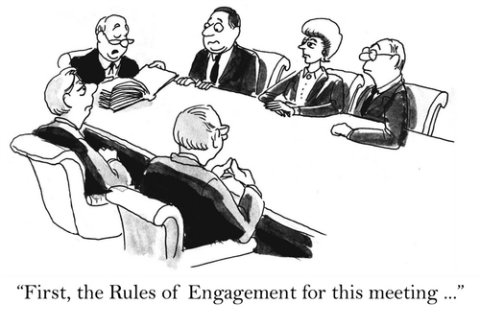 “First, the Rules of Engagement for this meeting ...”